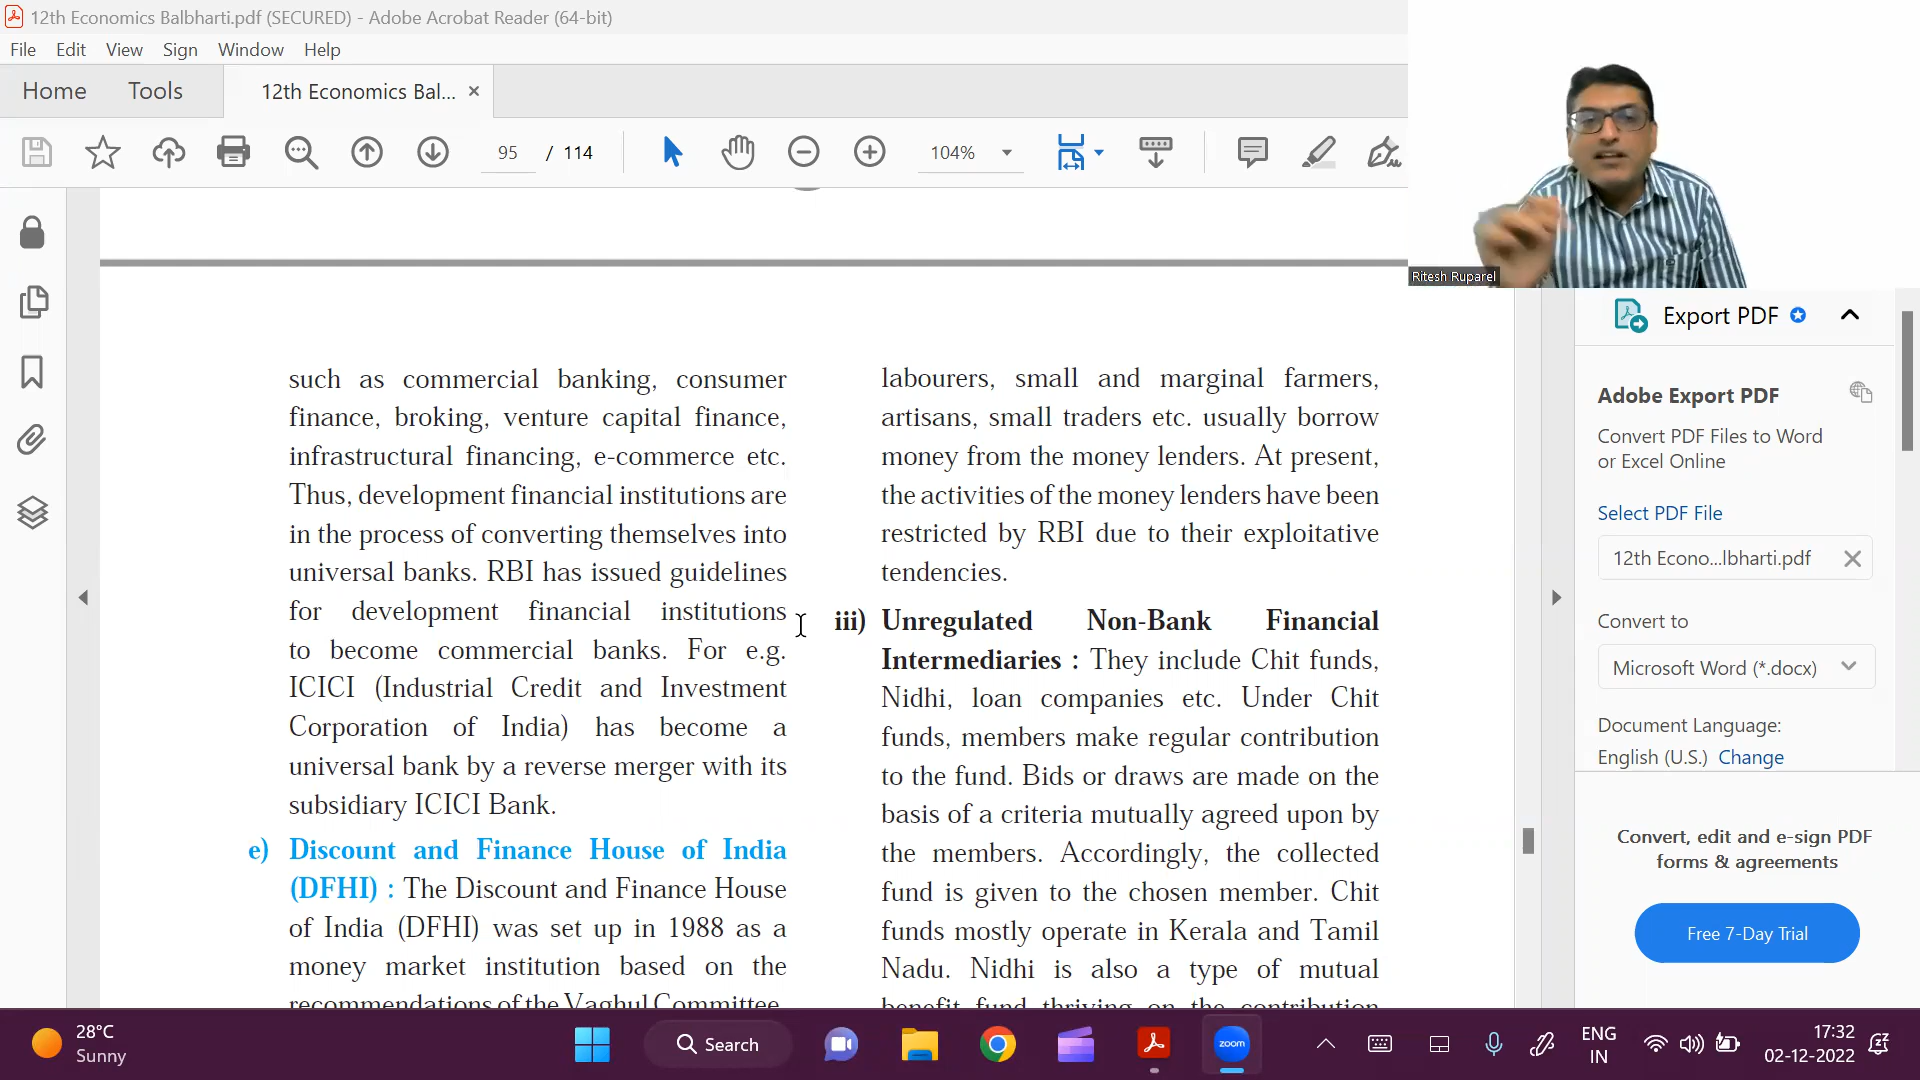 12th Economics Balbharti.pdf (SECURED) - Adobe Acrobat Reader (64-bit)
File Edit View Sign Window Help
Home Tools 12th Economics Bal... ×
95 / 114 104%
Ritesh Ruparel
such as commercial banking, consumer
finance, broking, venture capital finance,
infrastructural financing, e-commerce etc.
Thus, development financial institutions are
in the process of converting themselves into
universal banks. RBI has issued guidelines
for development financial institutions
to become commercial banks. For e.g.
ICICI (Industrial Credit and Investment
Corporation of India) has become a
universal bank by a reverse merger with its
subsidiary ICICI Bank.
e) Discount and Finance House of India
(DFHI) : The Discount and Finance House
of India (DFHI) was set up in 1988 as a
money market institution based on the
recommendations of the Vaghul Committee.
labourers, small and marginal farmers,
artisans, small traders etc. usually borrow
money from the money lenders. At present,
the activities of the money lenders have been
restricted by RBI due to their exploitative
tendencies.
iii) Unregulated Non-Bank Financial
Intermediaries : They include Chit funds,
Nidhi, loan companies etc. Under Chit
funds, members make regular contribution
to the fund. Bids or draws are made on the
basis of a criteria mutually agreed upon by
the members. Accordingly, the collected
fund is given to the chosen member. Chit
funds mostly operate in Kerala and Tamil
Nadu. Nidhi is also a type of mutual
benefit fund thriving on the contribution
Export PDF
Adobe Export PDF
Convert PDF Files to Word
or Excel Online
Select PDF File
12th Econo...lbharti.pdf
Convert to
Microsoft Word (*.docx)
Document Language:
English (U.S.) Change
Convert, edit and e-sign PDF
forms & agreements
Free 7-Day Trial
28°C
Sunny
Search
zoom
ENG
IN
17:32
02-12-2022